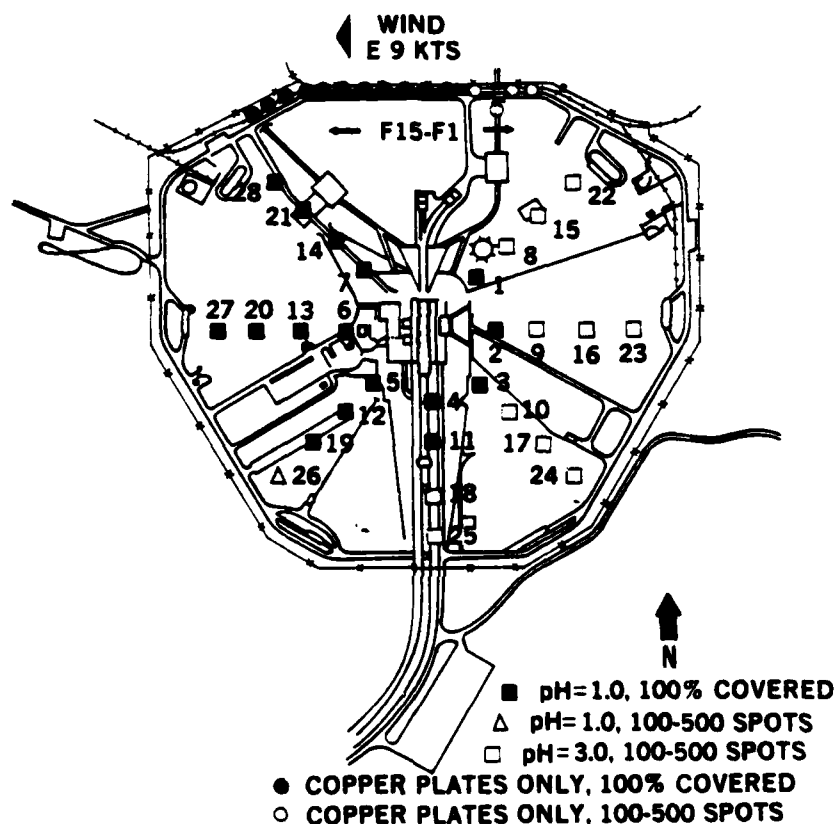 WIND
E 9 KTS
F15-F1
28
22
21
15
14
8
7
1
27 20 13 6
2 9 16 23
5
3
4
12
10
11
19
17
26
24
18
25
N
pH=1.0, 100% COVERED
pH=1.0, 100-500 SPOTS
pH=3.0, 100-500 SPOTS
COPPER PLATES ONLY, 100% COVERED
COPPER PLATES ONLY, 100-500 SPOTS